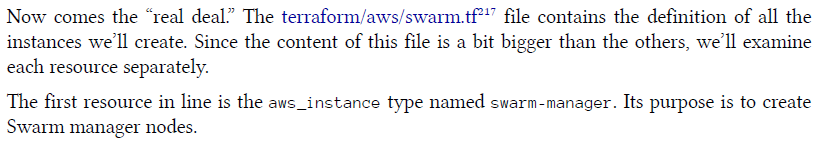 Now comes the “real deal.” The terraform/aws/swarm.tf²¹⁷ file contains the definition of all the
instances we’ll create. Since the content of this file is a bit bigger than the others, we’ll examine
each resource separately.
The first resource in line is the aws_instance type named swarm-manager. Its purpose is to create
Swarm manager nodes.